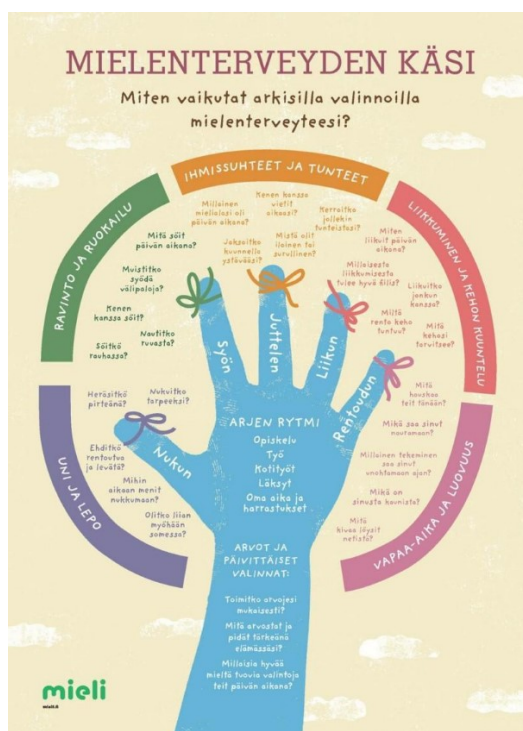 MIELENTERVEYDEN KÄSI
Miten vaikutat arkisilla valinnoilla
mielenterveyteesi?
IHMISSUHTEET JA TUNTEET
Millainen
mielialasi oli
päivän aikana?
Kenen kanssa
vietit
aikaasi?
Kerroitko
jollekin
tunteistasi?
Jaksoitko
kuunnella
ystävääsi?
Mistä olit
iloinen tai
surullinen?
RAVINTO JA RUOKAILU
Mitä söit
päivän aikana?
Muistitko
syödä
välipaloja?
Kenen
kanssa söit?
Söitkö
rauhassa?
Nautitko
ruvasta?
LIIKKUMINEN JA KEHON KUUNTELU
Miten
liikuit päivän
aikana?
Millaisesta
liikkumisesta
tulee hyvä fiilis?
Liikuitko
jonkun
kanssa?
Miltä
rento keho
tuntuu?
Mitä
kehosi
tarvitsee?
UNI JA LEPO
Heräsitkö
pirteänä?
Nukuitko
tarpeeksi?
Ehditkö
rentoutua
ja levätä?
Mihin
aikaan menit
nukkumaan?
Olitko liian
myöhään
somessa?
VAPAA-AIKA JA LUOVUUS
Mitä
hauskaa
teit tänään?
Mikä saa sinut
nauramaan?
Millainen tekeminen
saa sinut
unohtamaan ajan?
Mikä on
sinusta kaunista?
Mitä
kivaa löysit
netistä?
Nukun
Syön
Juttelen
Liikun
Rentoudun
ARJEN RYTMI
Opiskelu
Työ
Kotityöt
Läksyt
Oma aika ja
harrastukset
ARVOT JA
PÄIVITTÄISET
VALINNAT:
Toimitko arvojesi
mukaisesti?
Mitä arvostat ja
pidät tärkeänä
elämässäsi?
Millaisia hyvää
mieltä tuovia valintoja
teit päivän aikana?
mieli
mieli.fi